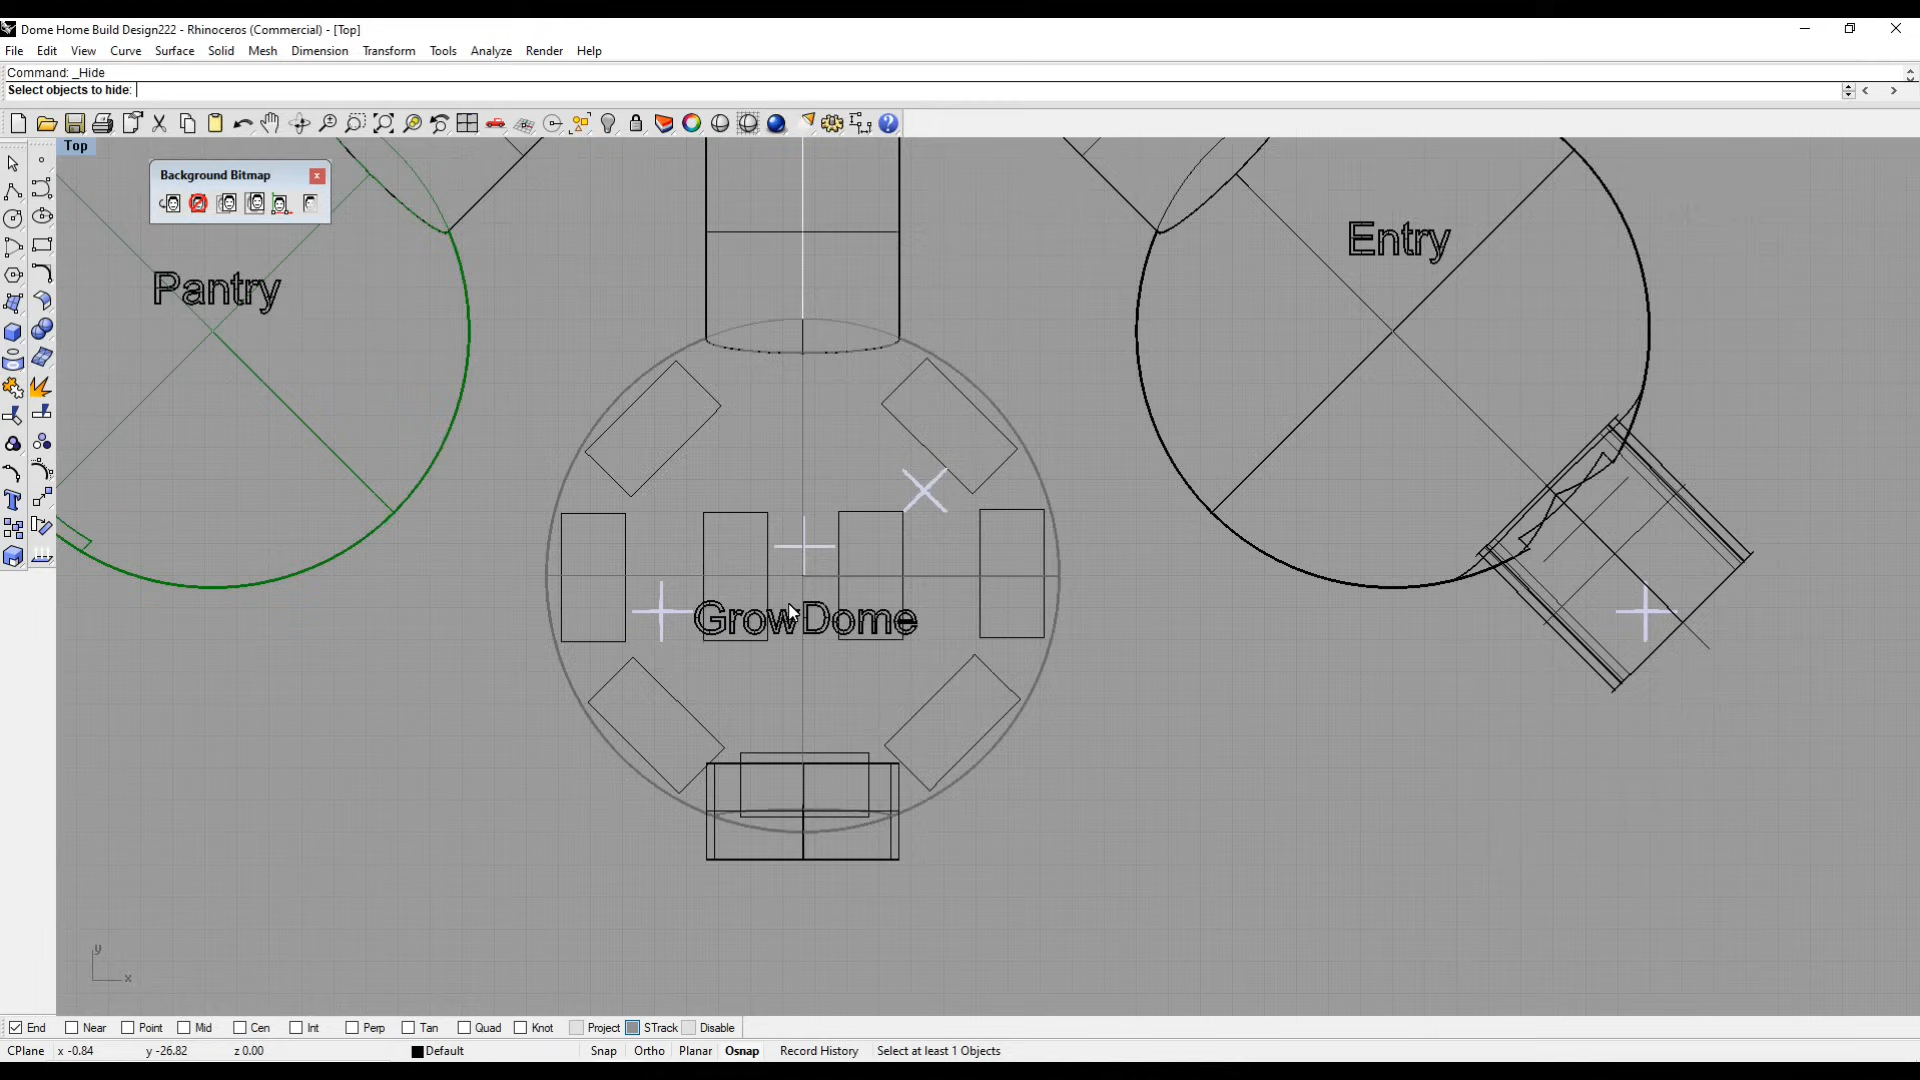 Dome Home Build Design222 - Rhinoceros (Commercial) - [Top]
File Edit View Curve Surface Solid Mesh Dimension Transform Tools Analyze Render Help
Command: _Hide
Select objects to hide:
Top
Background Bitmap
x
Entry
Pantry
GrowDome
y
x
End Near Point Mid Cen Int Perp Tan Quad Knot Project STrack Disable
CPlane x -0.84 y -26.82 z 0.00 Default Snap Ortho Planar Osnap Record History Select at least 1 Objects